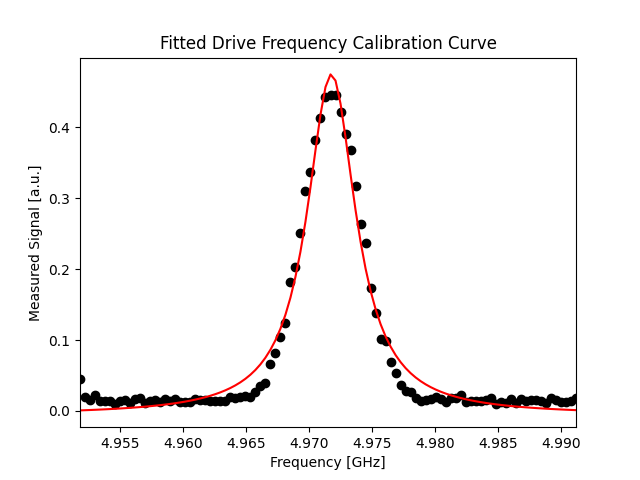 Fitted Drive Frequency Calibration Curve
Measured Signal [a.u.]
0.4
0.3
0.2
0.1
0.0
4.955 4.960 4.965 4.970 4.975 4.980 4.985 4.990
Frequency [GHz]